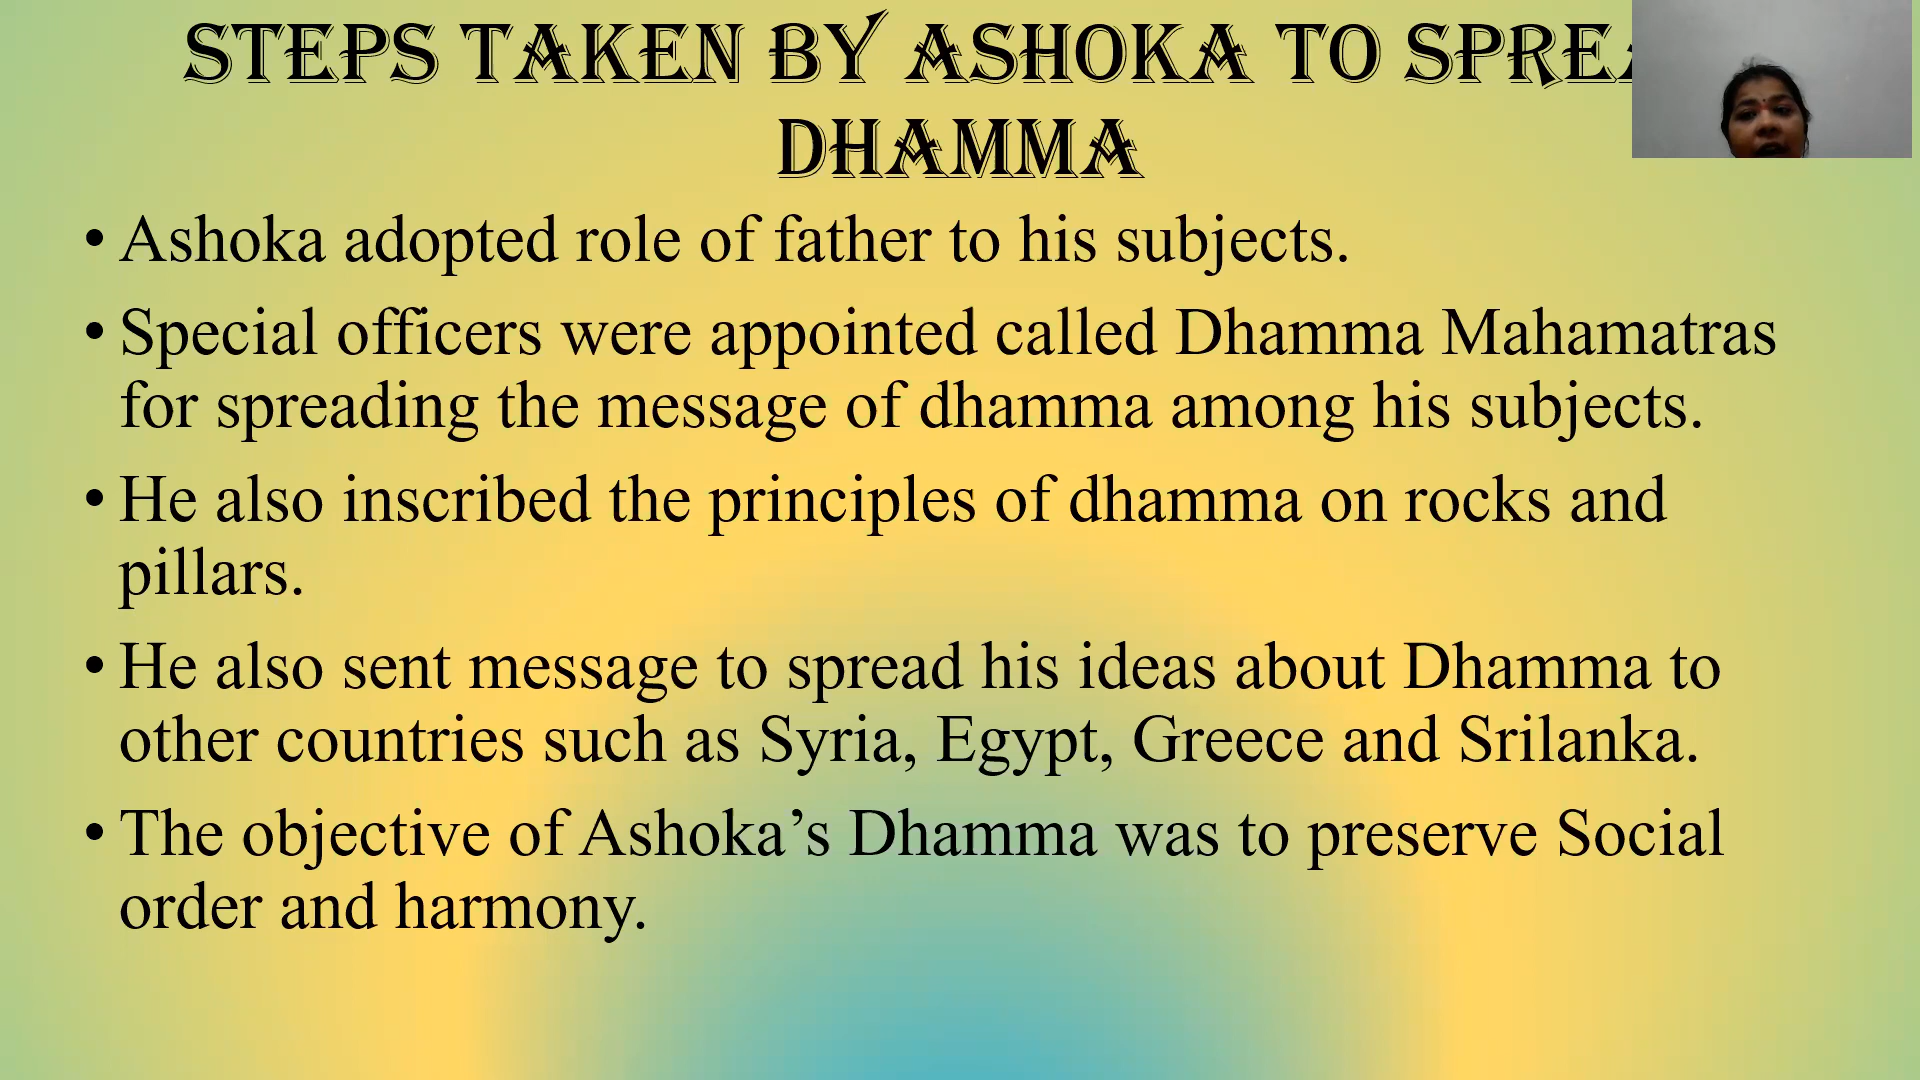 STEPS TAKEN BY ASHOKA TO
DHAMMA
• Ashoka adopted role of father to his subjects.
• Special officers were appointed called Dhamma Mahamatras
for spreading the message of dhamma among his subjects.
• He also inscribed the principles of dhamma on rocks and
pillars.
• He also sent message to spread his ideas about Dhamma to
other countries such as Syria, Egypt, Greece and Srilanka.
• The objective of Ashoka’s Dhamma was to preserve Social
order and harmony.